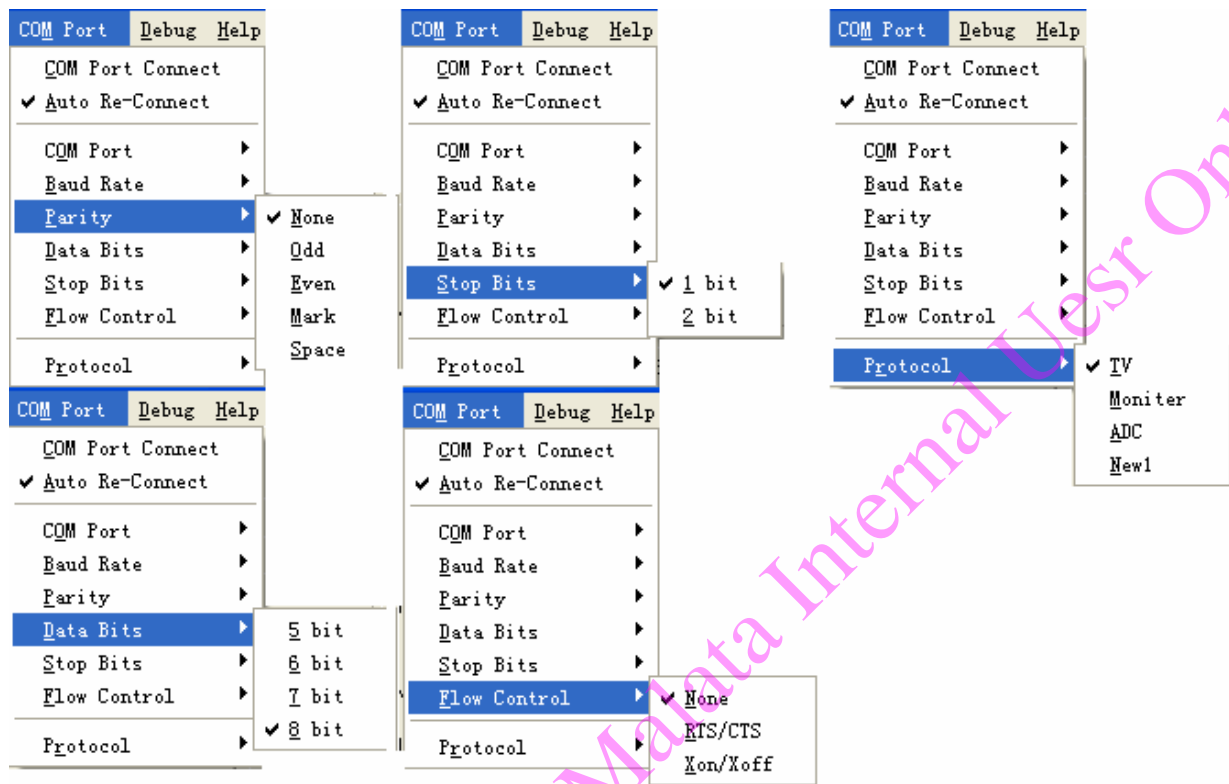 COM Port Debug Help
COM Port Connect
✔ Auto Re-Connect
COM Port
Baud Rate
Parity
Data Bits
Stop Bits
Flow Control
Protocol
✔ None
Odd
Even
Mark
Space
COM Port Debug Help
COM Port Connect
✔ Auto Re-Connect
COM Port
Baud Rate
Parity
Data Bits
Stop Bits
Flow Control
Protocol
✔ 1 bit
2 bit
COM Port Debug Help
COM Port Connect
✔ Auto Re-Connect
COM Port
Baud Rate
Parity
Data Bits
Stop Bits
Flow Control
Protocol
✔ TV
Moniter
ADC
New1
COM Port Debug Help
COM Port Connect
✔ Auto Re-Connect
COM Port
Baud Rate
Parity
Data Bits
Stop Bits
Flow Control
Protocol
5 bit
6 bit
7 bit
✔ 8 bit
COM Port Debug Help
COM Port Connect
✔ Auto Re-Connect
COM Port
Baud Rate
Parity
Data Bits
Stop Bits
Flow Control
Protocol
✔ None
RTS/CTS
Xon/Xoff
Malata Internal Uesr